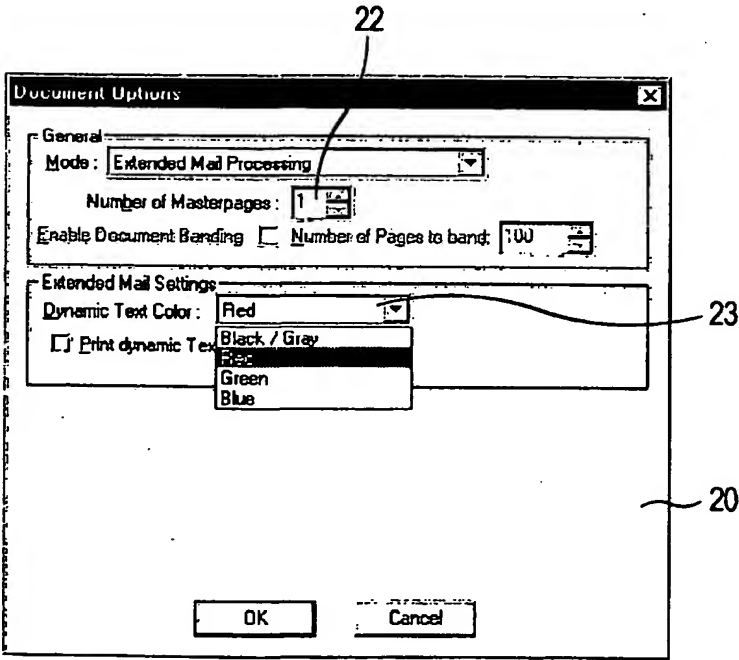 22
Document Options
General
Mode: Extended Mail Processing
Number of Masterpages: 1
Enable Document Banding Number of Pages to band: 100
Extended Mail Settings
Dynamic Text Color: Red
23
Print dynamic Tex
Black / Gray
Red
Green
Blue
20
OK Cancel